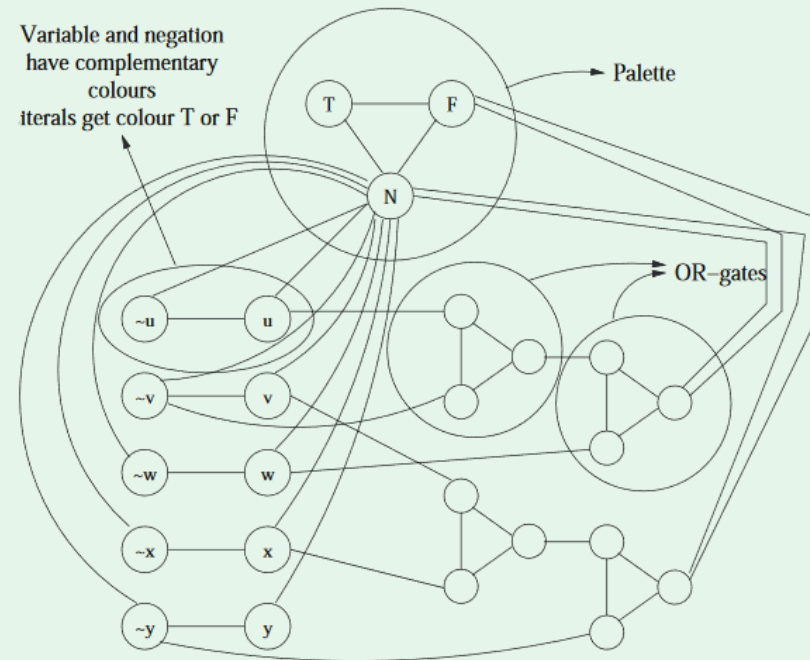 Variable and negation
have complementary
colours
iterals get colour T or F
Palette
T
F
N
OR–gates
~u
u
~v
v
~w
w
~x
x
~y
y